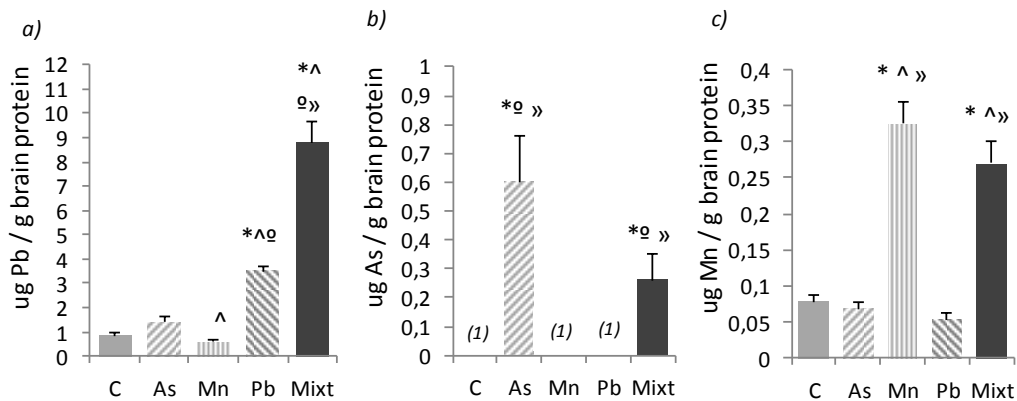 a)
ug Pb / g brain protein
12
11
10
9
8
7
6
5
4
3
2
1
0
^
*^º
*^
º»
C As Mn Pb Mixt
b)
ug As / g brain protein
1
0,9
0,8
0,7
0,6
0,5
0,4
0,3
0,2
0,1
0
(1)
*º »
(1)
(1)
*º »
C As Mn Pb Mixt
c)
ug Mn / g brain protein
0,4
0,35
0,3
0,25
0,2
0,15
0,1
0,05
0
* ^ »
* ^»
C As Mn Pb Mixt